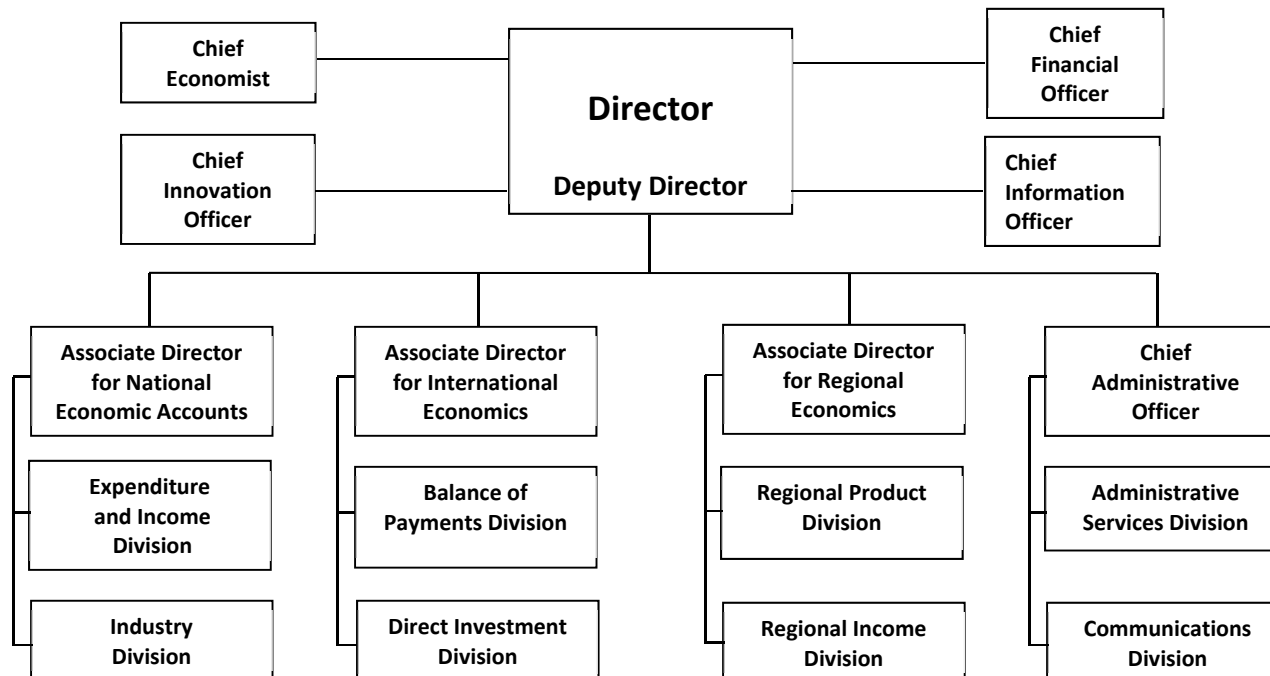 Chief
Economist
Director
Deputy Director
Chief
Financial
Officer
Chief
Innovation
Officer
Chief
Information
Officer
Associate Director
for National
Economic Accounts
Associate Director
for International
Economics
Associate Director
for Regional
Economics
Chief
Administrative
Officer
Expenditure
and Income
Division
Balance of
Payments Division
Regional Product
Division
Administrative
Services Division
Industry
Division
Direct Investment
Division
Regional Income
Division
Communications
Division